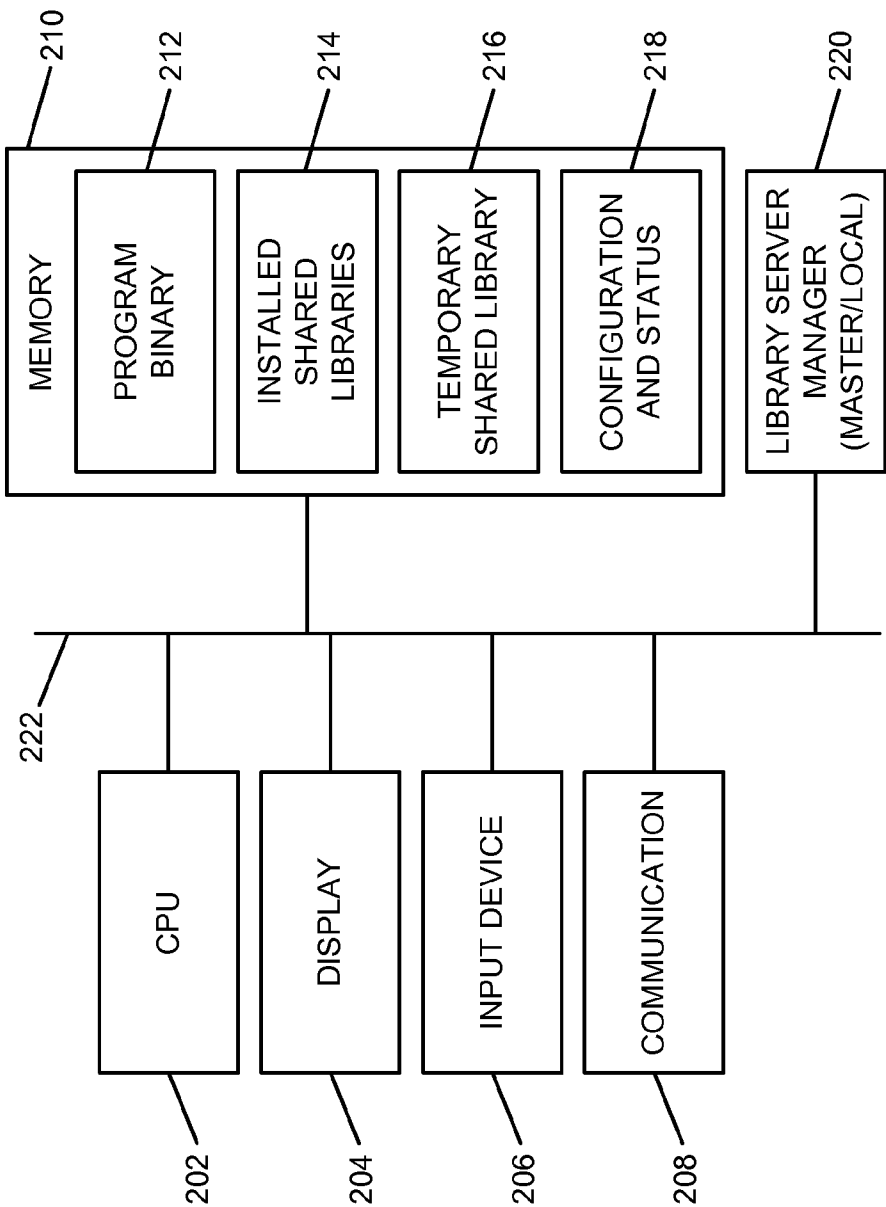 222
202
CPU
204
DISPLAY
206
INPUT DEVICE
208
COMMUNICATION
210
MEMORY
212
PROGRAM
BINARY
214
INSTALLED
SHARED
LIBRARIES
216
TEMPORARY
SHARED LIBRARY
218
CONFIGURATION
AND STATUS
220
LIBRARY SERVER
MANAGER
(MASTER/LOCAL)